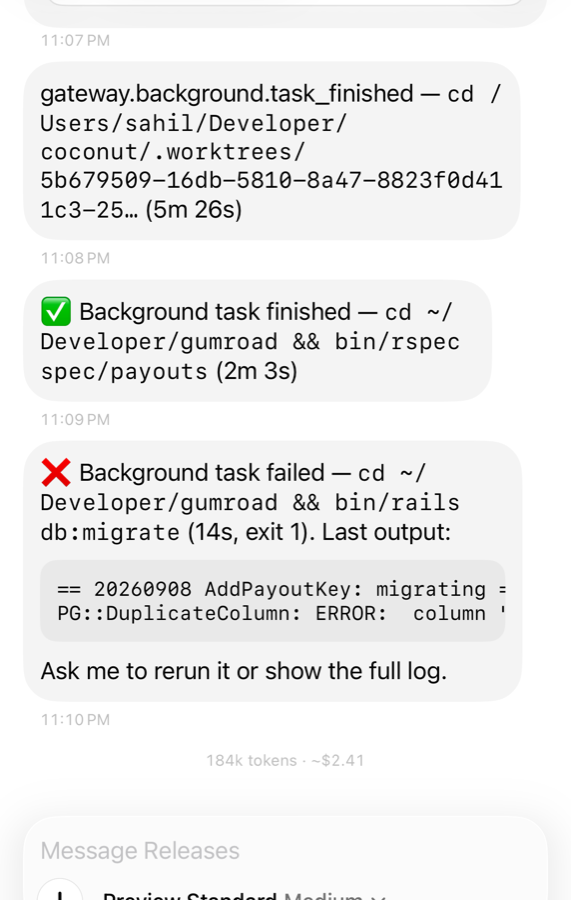 11:07 PM
gateway.background.task_finished — cd /
Users/sahil/Developer/
coconut/.worktrees/
5b679509-16db-5810-8a47-8823f0d41
1c3-25… (5m 26s)
11:08 PM
✅ Background task finished — cd ~/
Developer/gumroad && bin/rspec
spec/payouts (2m 3s)
11:09 PM
❌ Background task failed — cd ~/
Developer/gumroad && bin/rails
db:migrate (14s, exit 1). Last output:
== 20260908 AddPayoutKey: migrating =
PG::DuplicateColumn: ERROR:  column "
Ask me to rerun it or show the full log.
11:10 PM
184k tokens · ~$2.41
Message Releases
Preview Standard Medium